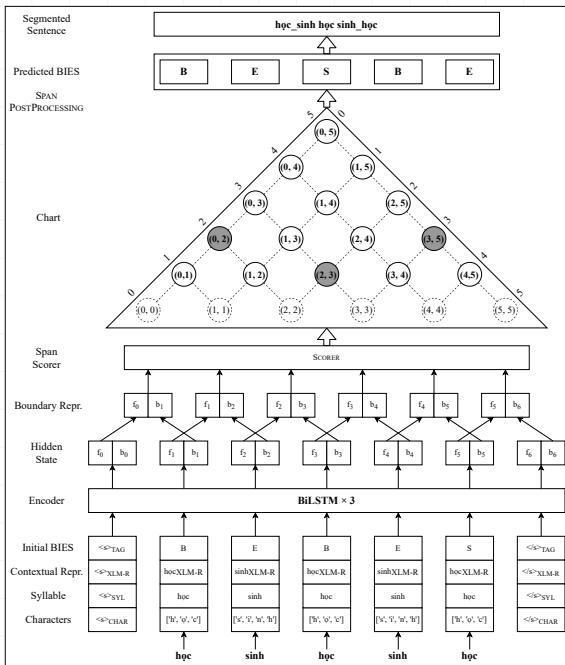 Segmented Sentence
học_sinh học sinh_học
Predicted BIES
B E S B E
SPAN POSTPROCESSING
Chart
5 0
(0, 5)
4 1
(0, 4) (1, 5)
3 2
(0, 3) (1, 4) (2, 5)
2 3
(0, 2) (1, 3) (2, 4) (3, 5)
1 4
(0,1) (1, 2) (2, 3) (3, 4) (4,5)
0 5
(0, 0) (1, 1) (2, 2) (3, 3) (4, 4) (5, 5)
Span Scorer
SCORER
Boundary Repr.
f0 b1 f1 b2 f2 b3 f3 b4 f4 b5 f5 b6
Hidden State
f0 b0 f1 b1 f2 b2 f3 b3 f4 b4 f5 b5 f6 b6
Encoder
BiLSTM × 3
Initial BIES
<s>TAG B E B E S </s>TAG
Contextual Repr.
<s>XLM-R họcXLM-R sinhXLM-R họcXLM-R sinhXLM-R họcXLM-R </s>XLM-R
Syllable
<s>SYL học sinh học sinh học </s>SYL
Characters
<s>CHAR ['h', 'ọ', 'c'] ['s', 'i', 'n', 'h'] ['h', 'ọ', 'c'] ['s', 'i', 'n', 'h'] ['h', 'ọ', 'c'] </s>CHAR
học sinh học sinh học